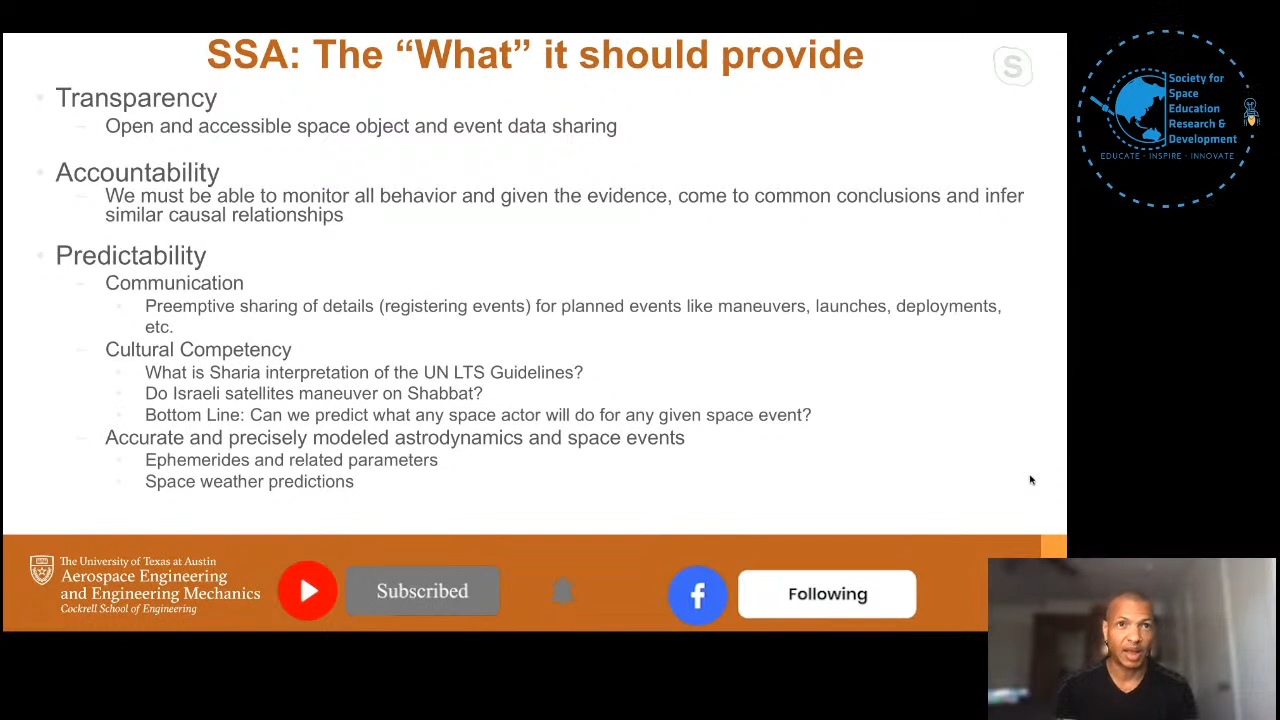 SSA: The “What” it should provide
S
Transparency
Open and accessible space object and event data sharing
Accountability
We must be able to monitor all behavior and given the evidence, come to common conclusions and infer
similar causal relationships
Predictability
Communication
Preemptive sharing of details (registering events) for planned events like maneuvers, launches, deployments,
etc.
Cultural Competency
What is Sharia interpretation of the UN LTS Guidelines?
Do Israeli satellites maneuver on Shabbat?
Bottom Line: Can we predict what any space actor will do for any given space event?
Accurate and precisely modeled astrodynamics and space events
Ephemerides and related parameters
Space weather predictions
Society for
Space
Education
Research &
Development
EDUCATE · INSPIRE · INNOVATE
The University of Texas at Austin
Aerospace Engineering
and Engineering Mechanics
Cockrell School of Engineering
Subscribed
f
Following